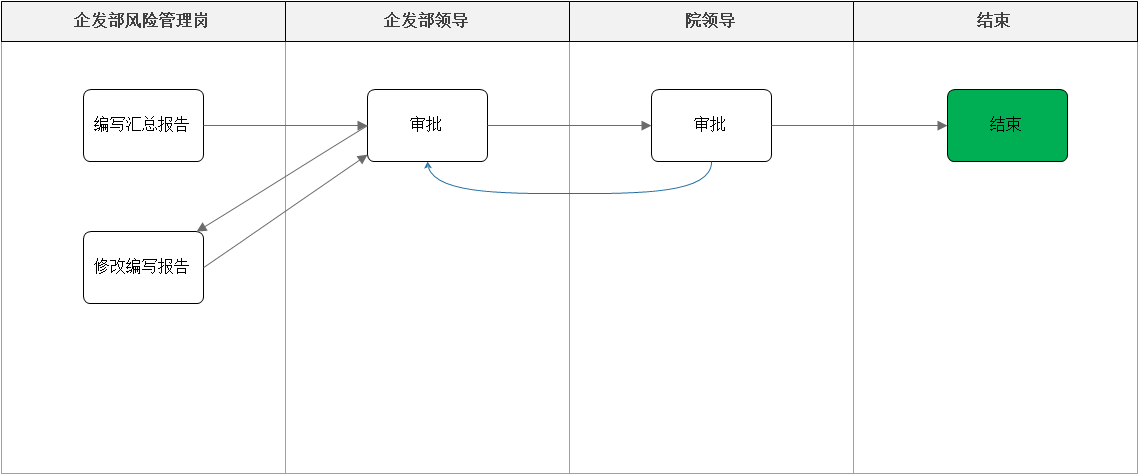 企发部风险管理岗
企发部领导
院领导
结束
编写汇总报告
审批
审批
结束
修改编写报告